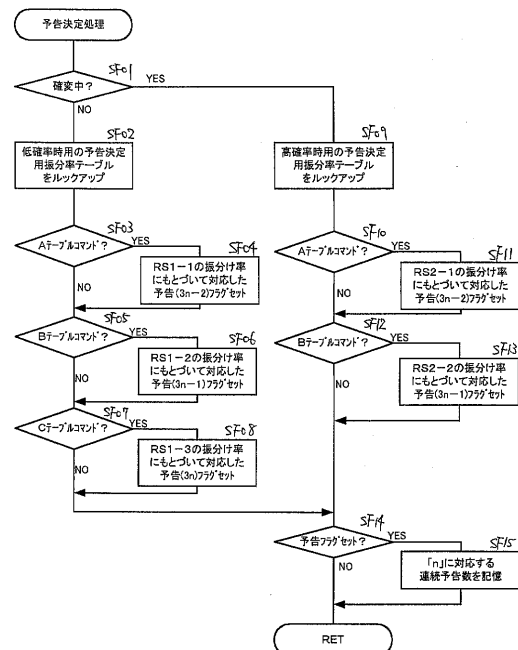 予告決定処理
SF01
確変中?
YES
NO
SF02
低確率時用の予告決定
用振分率テーブル
をルックアップ
SF03
Aテーブルコマンド?
YES
NO
SF04
RS1-1の振分け率
にもとづいて対応した
予告(3n-2)フラグセット
SF05
Bテーブルコマンド?
YES
NO
SF06
RS1-2の振分け率
にもとづいて対応した
予告(3n-1)フラグセット
SF07
Cテーブルコマンド?
YES
NO
SF08
RS1-3の振分け率
にもとづいて対応した
予告(3n)フラグセット
SF09
高確率時用の予告決定
用振分率テーブル
をルックアップ
SF10
Aテーブルコマンド?
YES
NO
SF11
RS2-1の振分け率
にもとづいて対応した
予告(3n-2)フラグセット
SF12
Bテーブルコマンド?
YES
NO
SF13
RS2-2の振分け率
にもとづいて対応した
予告(3n-1)フラグセット
SF14
予告フラグセット?
YES
NO
SF15
「n」に対応する
連続予告数を記憶
RET